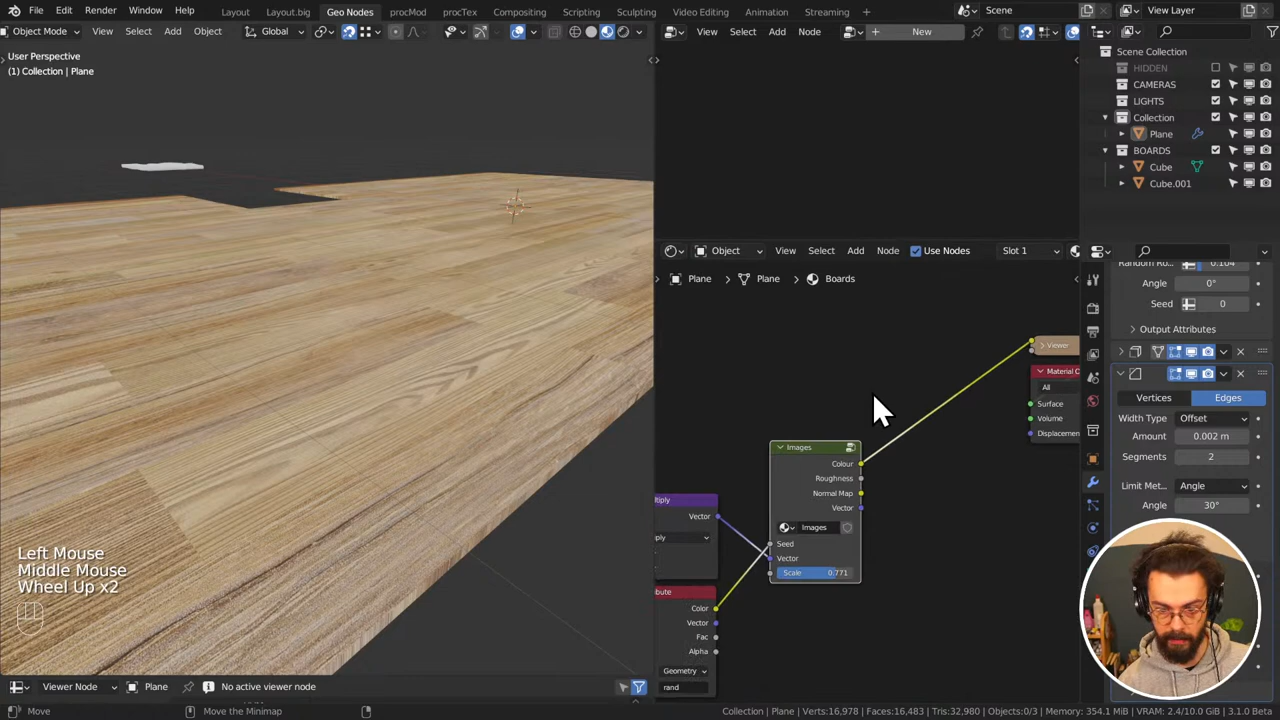 File Edit Render Window Help Layout Layout.big Geo Nodes procMod procTex Compositing Scripting Sculpting Video Editing Animation Streaming Scene View Layer
Object Mode View Select Add Object Global View Select Add Node New
User Perspective
(1) Collection | Plane
Scene Collection
HIDDEN
CAMERAS
LIGHTS
Collection
Plane
BOARDS
Cube
Cube.001
Object View Select Add Node Use Nodes Slot 1
Plane Plane Boards
Angle 0°
Seed 0
Output Attributes
Viewer
All
Surface
Volume
Vertices Edges
Width Type Offset
Amount 0.002 m
Segments 2
Angle
Angle 30°
Images
Colour
Roughness
Normal Map
Vector
Images
Seed
Vector
Scale 0.771
Vector
Color
Vector
Fac
Alpha
Geometry
rand
Left Mouse
Middle Mouse
Wheel Up x2
Viewer Node Plane No active viewer node
Move Move the Minimap Collection | Plane | Verts:16,978 | Faces:16,483 | Tris:32,980 | Objects:0/3 | Memory: 354.1 MiB | VRAM: 2.4/10.0 GiB | 3.1.0 Beta